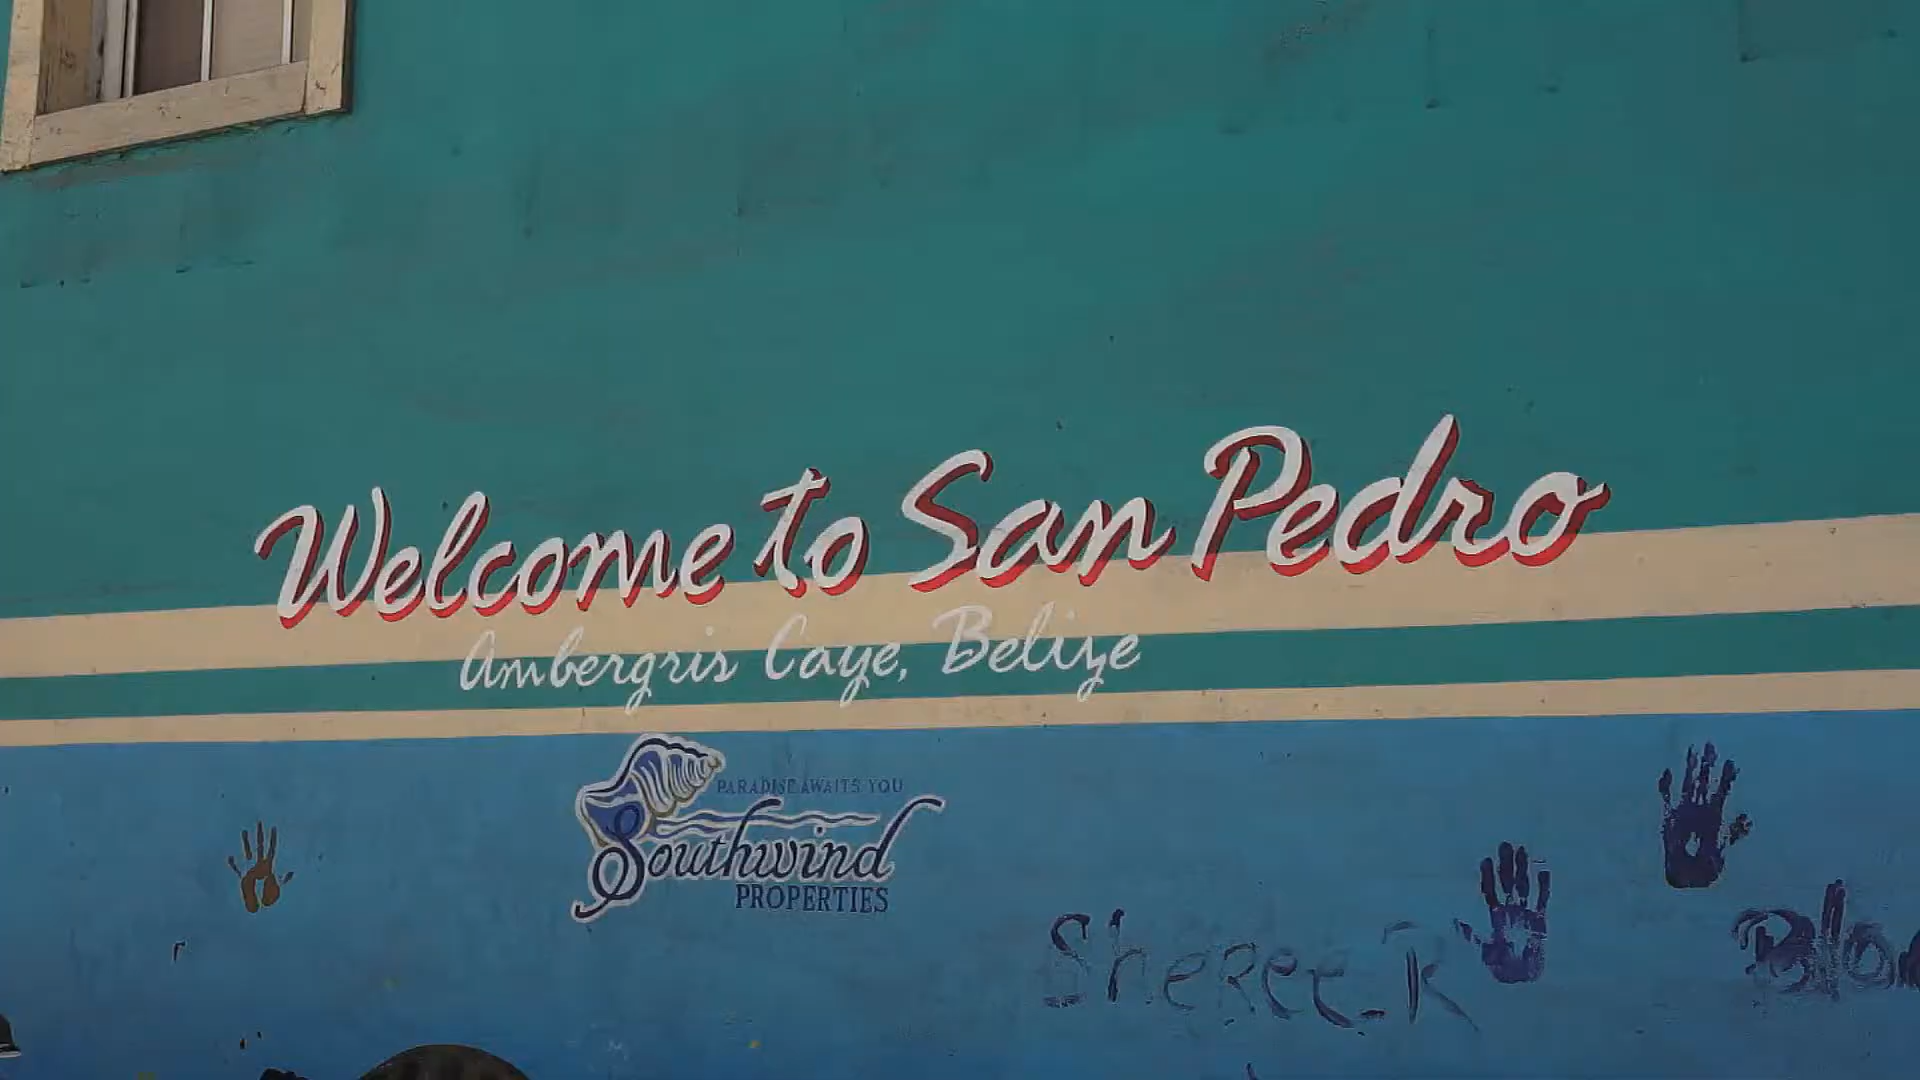 Welcome to San Pedro
Ambergris Caye, Belize
PARADISE AWAITS YOU
Southwind
PROPERTIES
SheReE R